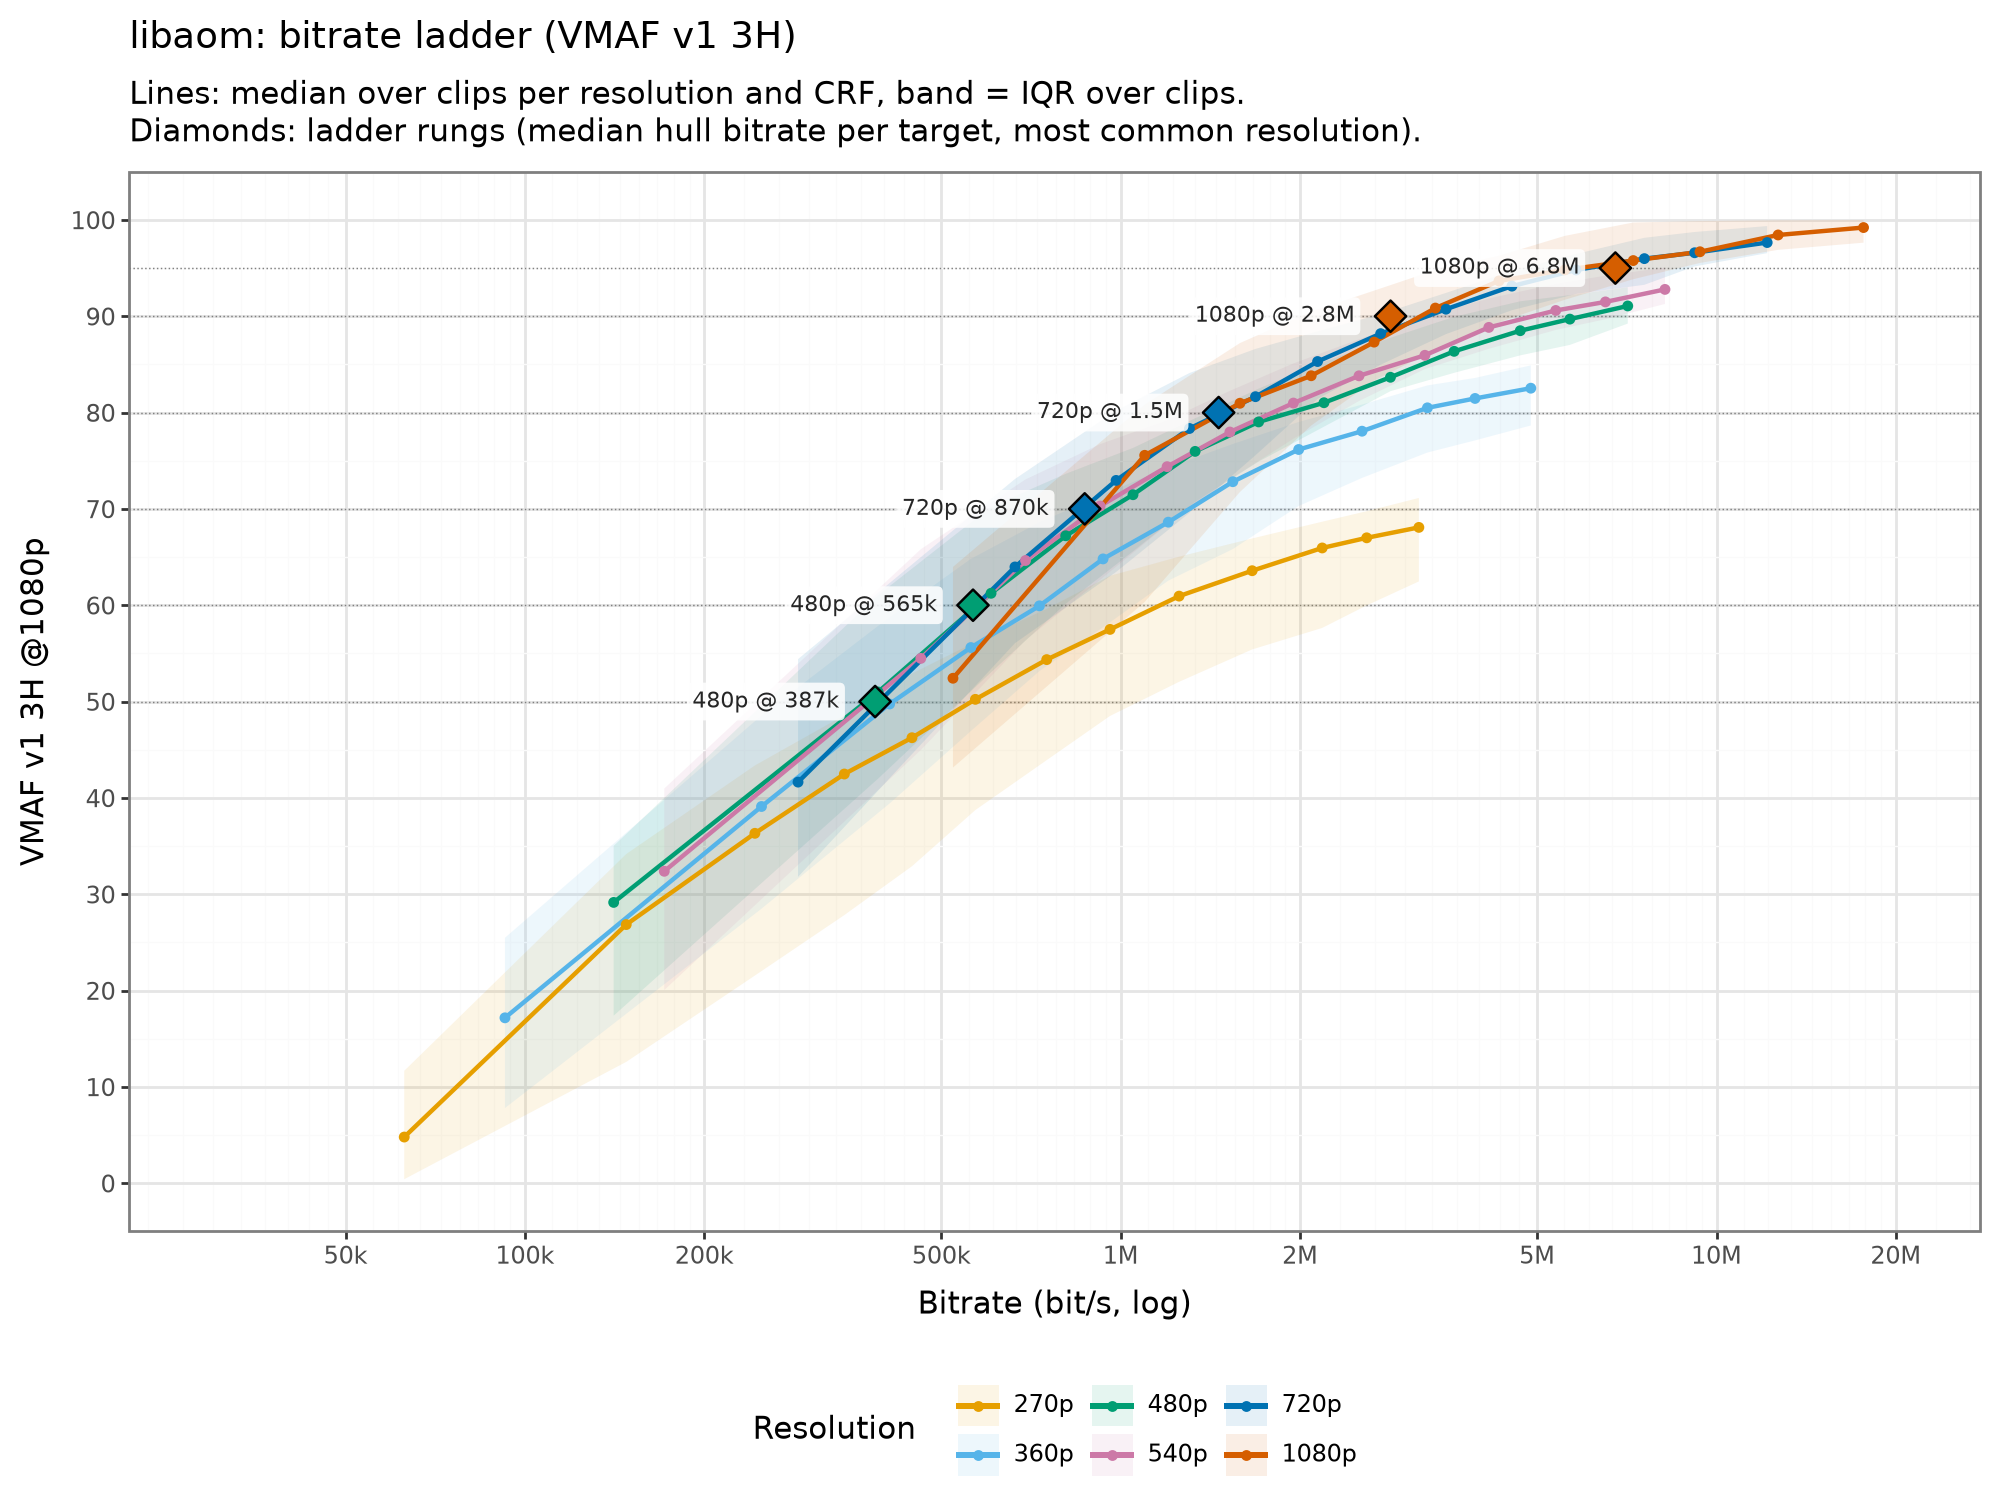 libaom: bitrate ladder (VMAF v1 3H)
Lines: median over clips per resolution and CRF, band = IQR over clips.
Diamonds: ladder rungs (median hull bitrate per target, most common resolution).
VMAF v1 3H @1080p
100
90
80
70
60
50
40
30
20
10
0
1080p @ 6.8M
1080p @ 2.8M
720p @ 1.5M
720p @ 870k
480p @ 565k
480p @ 387k
50k 100k 200k 500k 1M 2M 5M 10M 20M
Bitrate (bit/s, log)
Resolution
270p 480p 720p
360p 540p 1080p